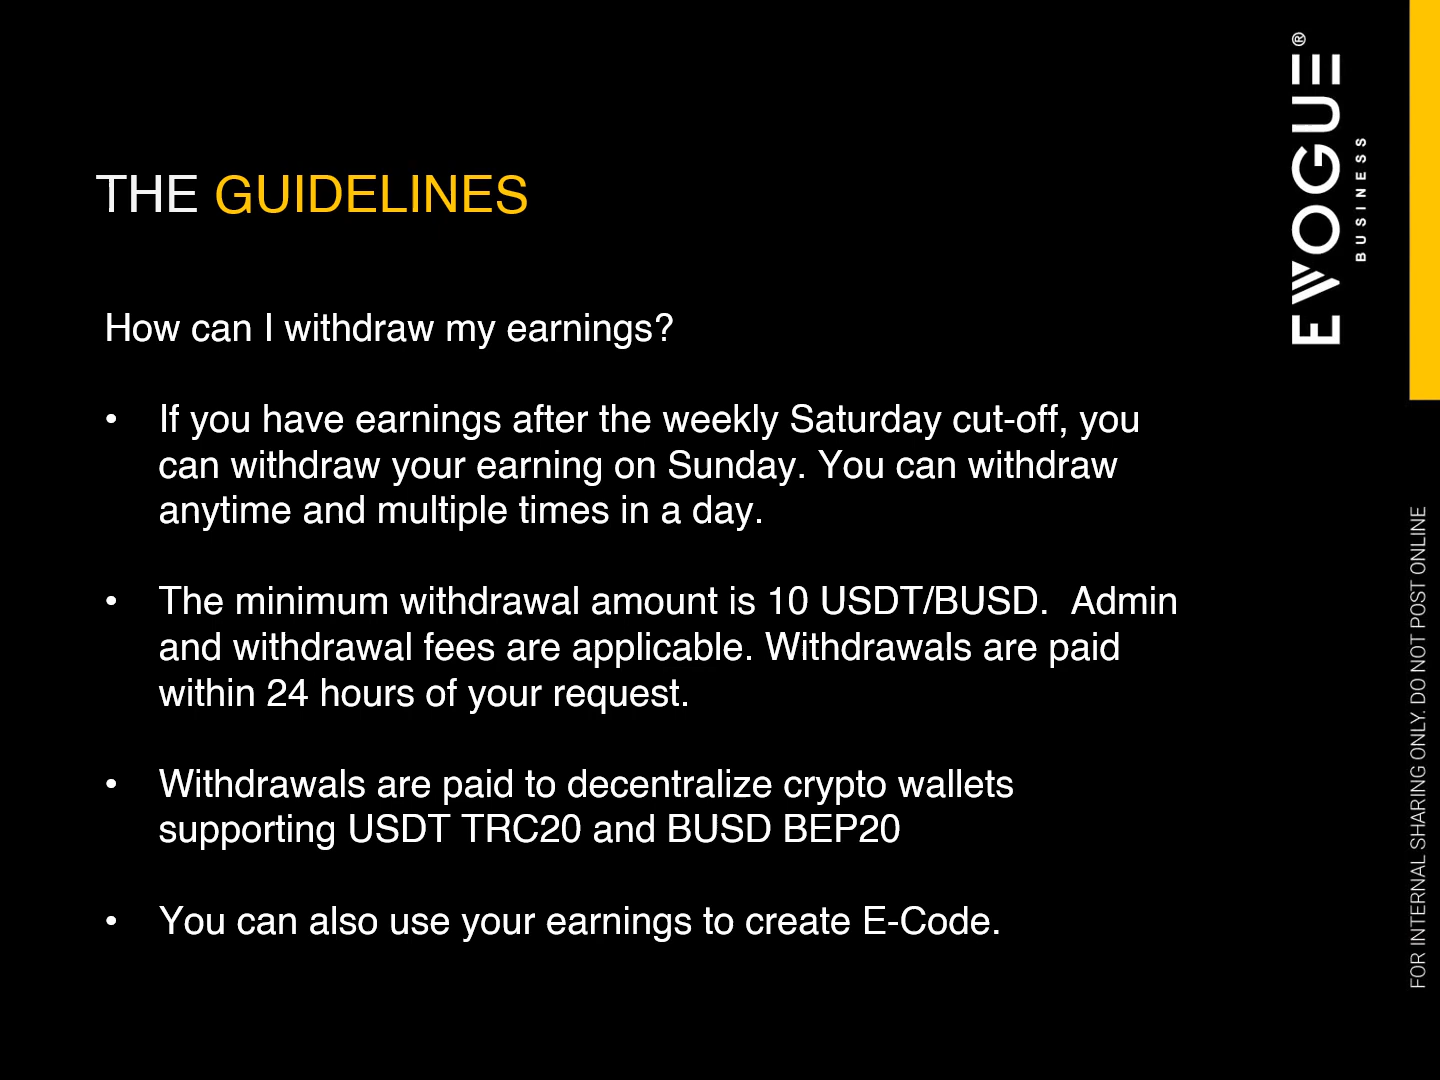 THE GUIDELINES
How can I withdraw my earnings?
• If you have earnings after the weekly Saturday cut-off, you
can withdraw your earning on Sunday. You can withdraw
anytime and multiple times in a day.
• The minimum withdrawal amount is 10 USDT/BUSD.  Admin
and withdrawal fees are applicable. Withdrawals are paid
within 24 hours of your request.
• Withdrawals are paid to decentralize crypto wallets
supporting USDT TRC20 and BUSD BEP20
• You can also use your earnings to create E-Code.
EVOGUE®
BUSINESS
FOR INTERNAL SHARING ONLY. DO NOT POST ONLINE